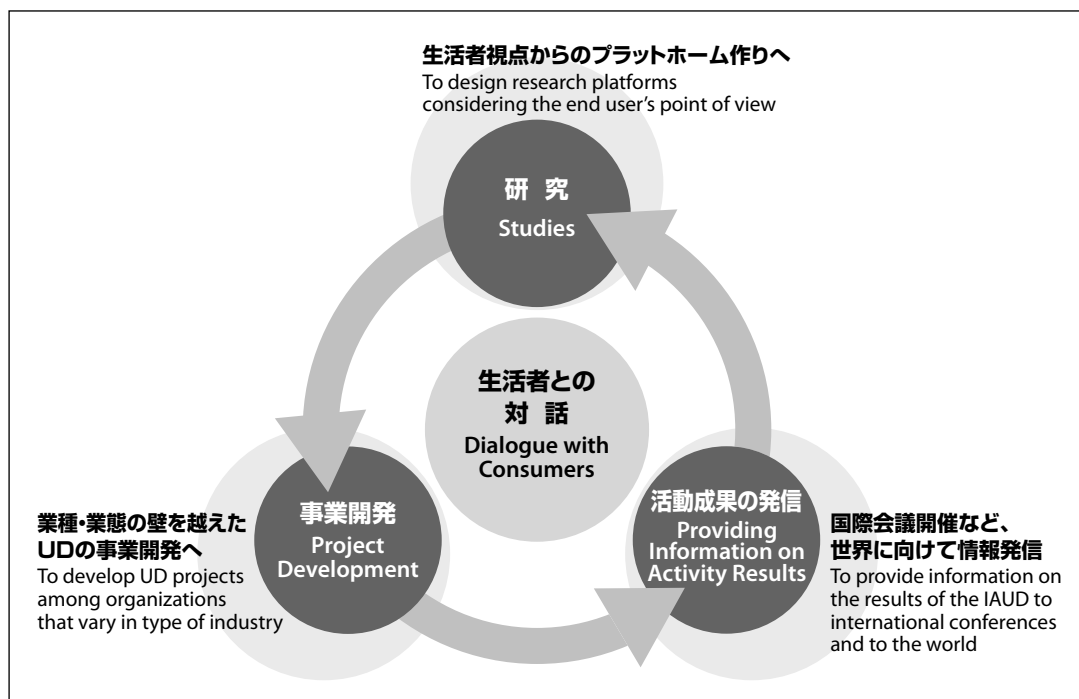 生活者視点からのプラットホーム作りへ
To design research platforms
considering the end user's point of view
研 究
Studies
生活者との
対 話
Dialogue with
Consumers
事業開発
Project
Development
業種・業態の壁を越えた
UDの事業開発へ
To develop UD projects
among organizations
that vary in type of industry
活動成果の発信
Providing
Information on
Activity Results
国際会議開催など、
世界に向けて情報発信
To provide information on
the results of the IAUD to
international conferences
and to the world